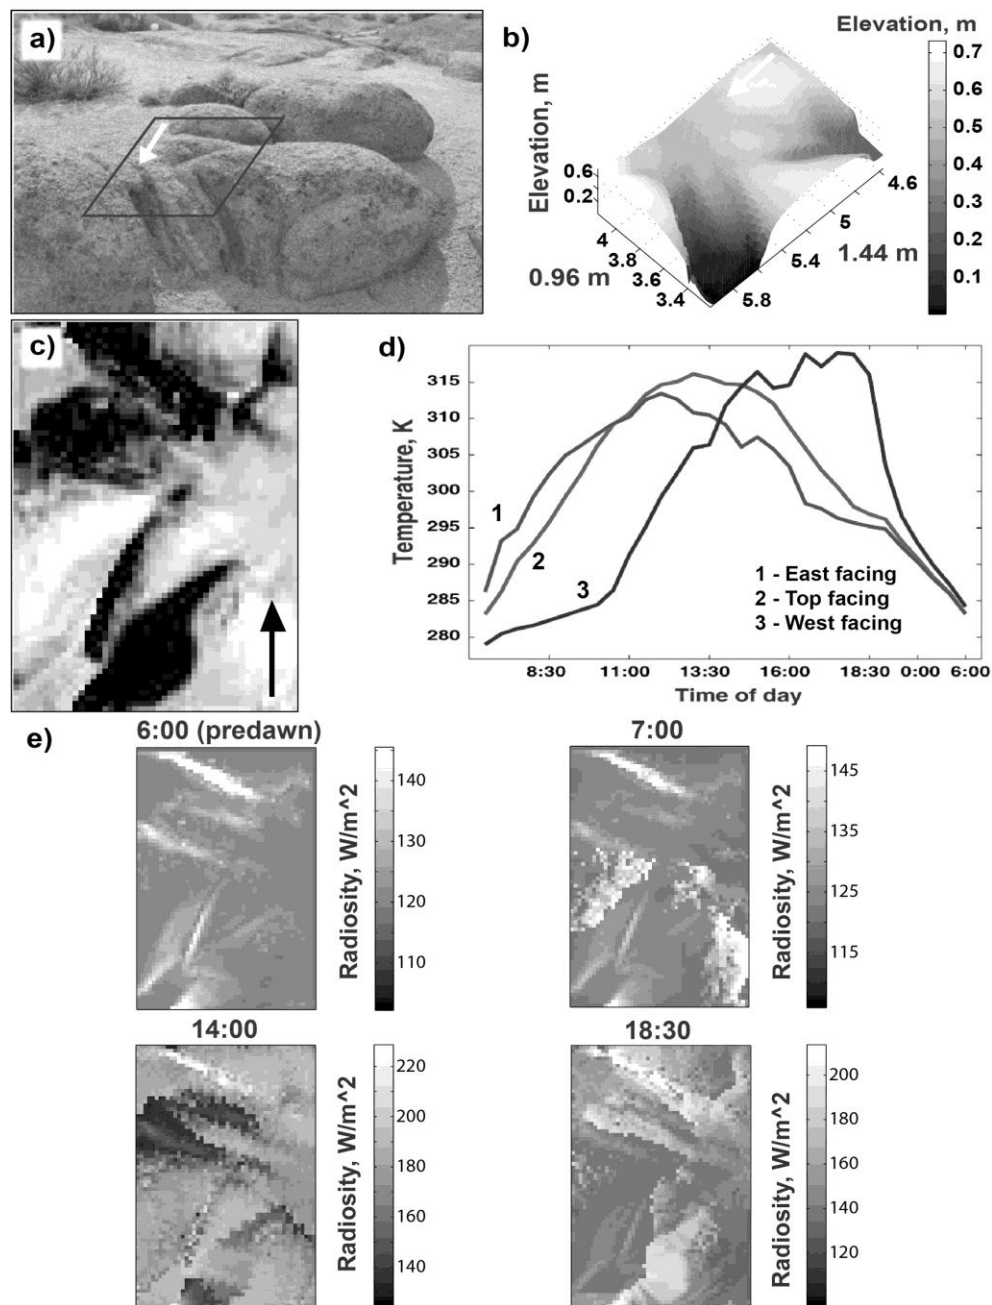 a)
b)
Elevation, m
0.7
0.6
0.5
0.4
0.3
0.2
0.1
Elevation, m
0.6
0.2
4
3.8
3.6
3.4
0.96 m
4.6
5
5.4
5.8
1.44 m
c)
d)
Temperature, K
315
310
305
300
295
290
285
280
1
2
3
1 - East facing
2 - Top facing
3 - West facing
8:30 11:00 13:30 16:00 18:30 0:00 6:00
Time of day
e)
6:00 (predawn)
140
130
120
110
Radiosity, W/m^2
7:00
145
135
125
115
Radiosity, W/m^2
14:00
220
200
180
160
140
Radiosity, W/m^2
18:30
200
180
160
140
120
Radiosity, W/m^2